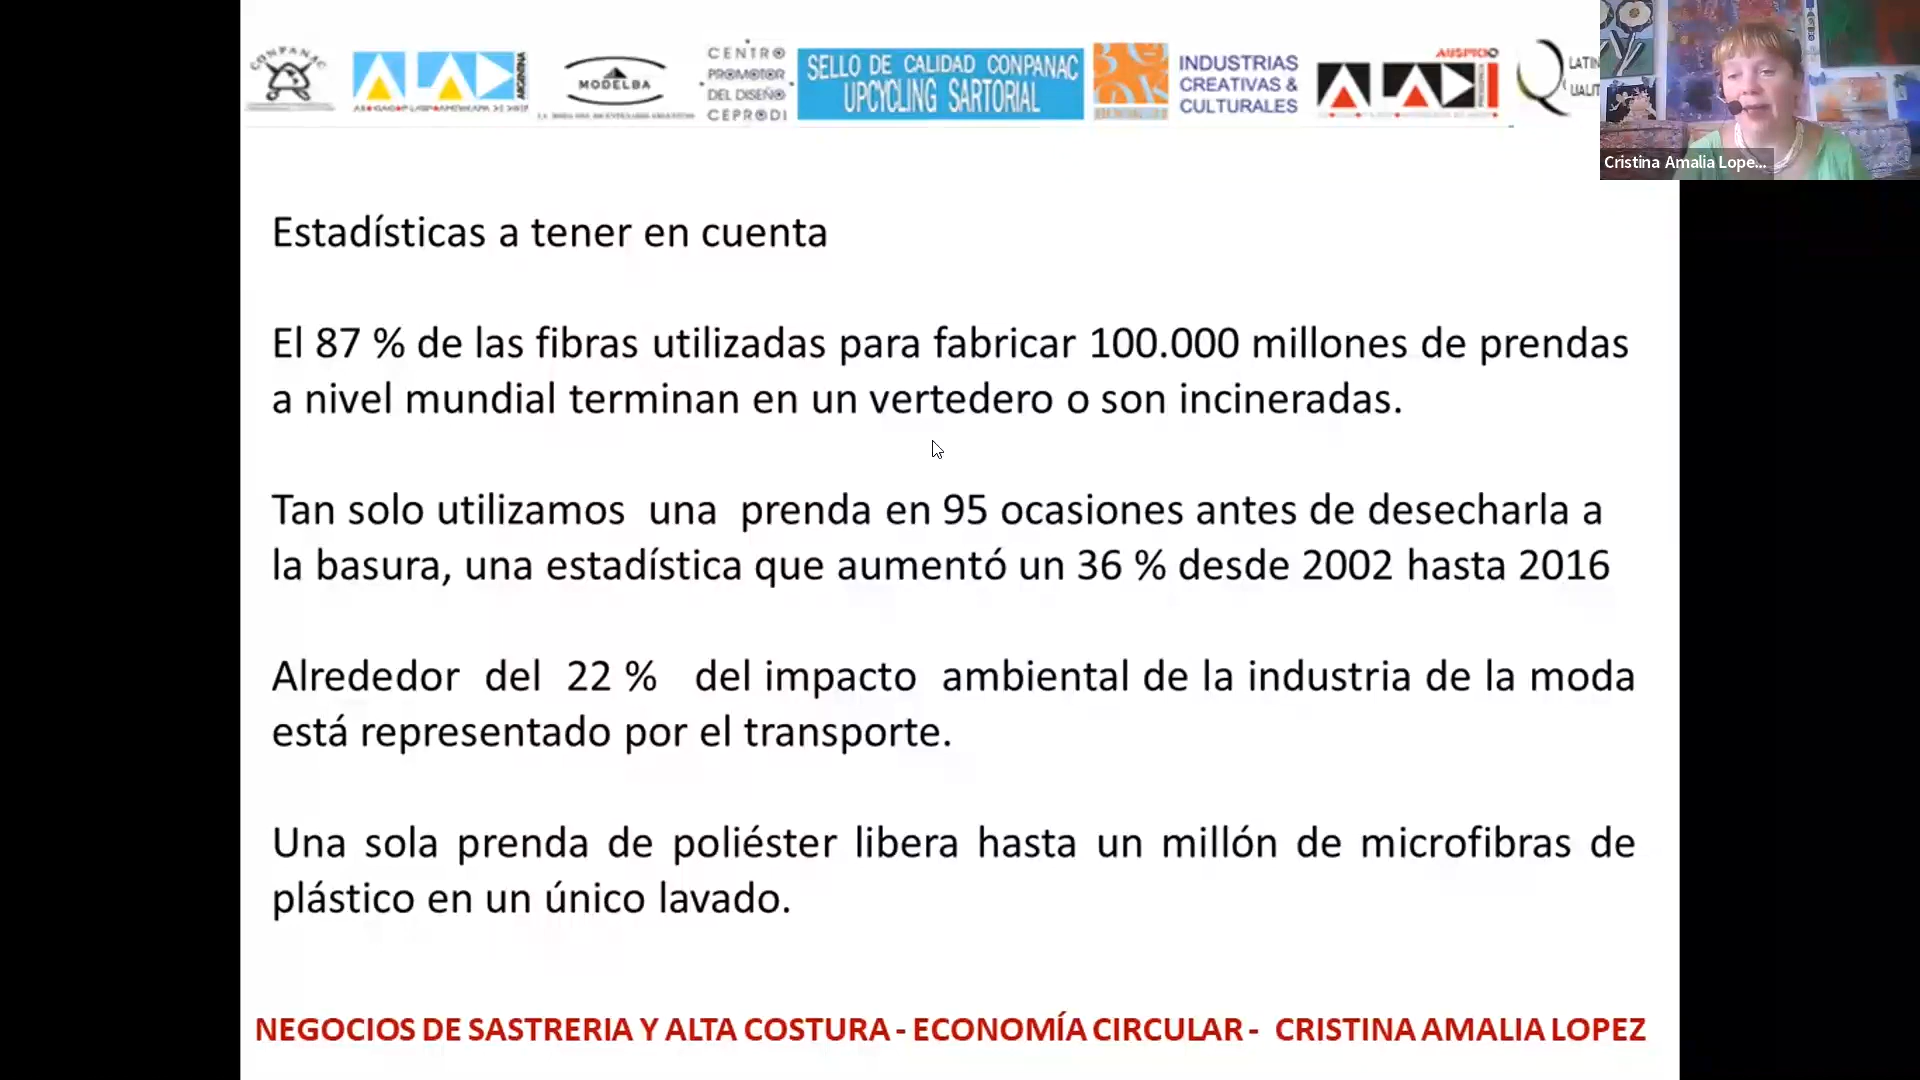 CONPANAC
ALADI ARGENTINA
MODELBA
CENTRO
PROMOTOR
DEL DISEÑO
CEPRODI
SELLO DE CALIDAD CONPANAC
UPCYCLING SARTORIAL
INDUSTRIAS
CREATIVAS &
CULTURALES
AUSPICIO
ALADI
Cristina Amalia Lope...
Estadísticas a tener en cuenta
El 87 % de las fibras utilizadas para fabricar 100.000 millones de prendas
a nivel mundial terminan en un vertedero o son incineradas.
Tan solo utilizamos una prenda en 95 ocasiones antes de desecharla a
la basura, una estadística que aumentó un 36 % desde 2002 hasta 2016
Alrededor del 22 % del impacto ambiental de la industria de la moda
está representado por el transporte.
Una sola prenda de poliéster libera hasta un millón de microfibras de
plástico en un único lavado.
NEGOCIOS DE SASTRERIA Y ALTA COSTURA - ECONOMÍA CIRCULAR - CRISTINA AMALIA LOPEZ